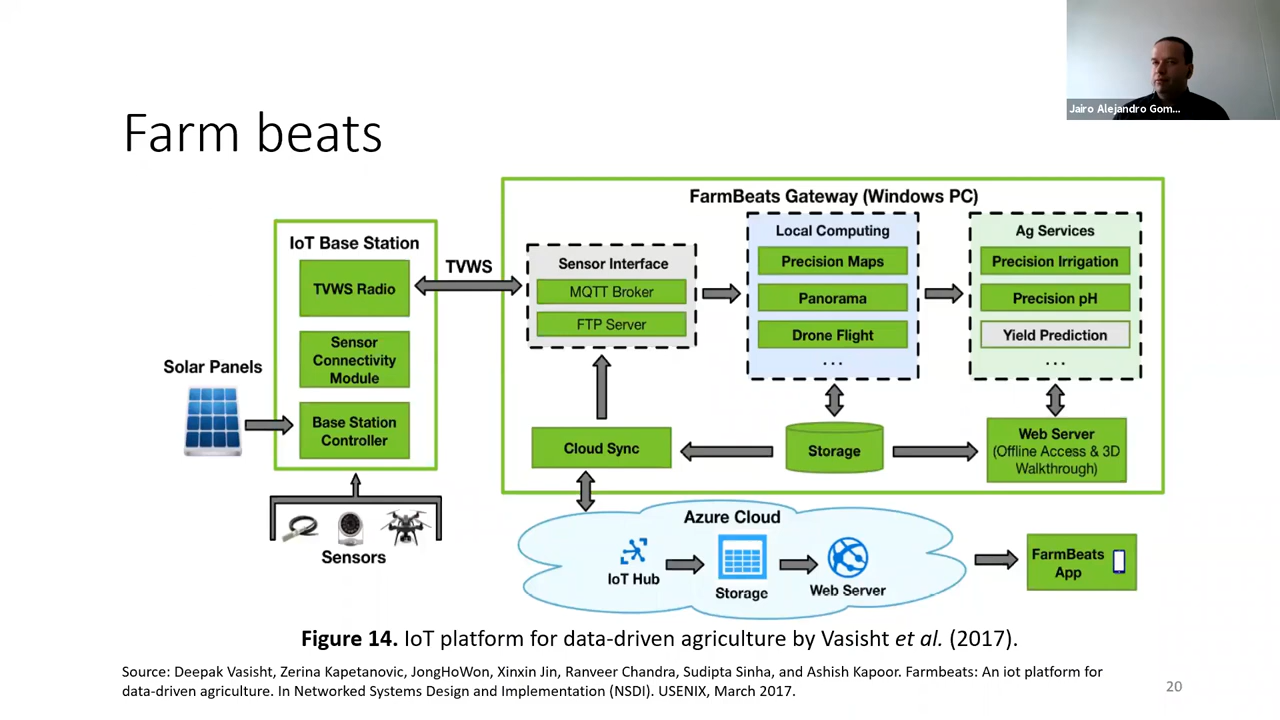 Jairo Alejandro Gom...
Farm beats
FarmBeats Gateway (Windows PC)
IoT Base Station
TVWS Radio
Sensor
Connectivity
Module
Base Station
Controller
Solar Panels
Sensors
TVWS
Sensor Interface
MQTT Broker
FTP Server
Local Computing
Precision Maps
Panorama
Drone Flight
...
Ag Services
Precision Irrigation
Precision pH
Yield Prediction
...
Cloud Sync
Storage
Web Server
(Offline Access & 3D
Walkthrough)
Azure Cloud
IoT Hub
Storage
Web Server
FarmBeats
App
Figure 14. IoT platform for data-driven agriculture by Vasisht et al. (2017).
Source: Deepak Vasisht, Zerina Kapetanovic, JongHoWon, Xinxin Jin, Ranveer Chandra, Sudipta Sinha, and Ashish Kapoor. Farmbeats: An iot platform for
data-driven agriculture. In Networked Systems Design and Implementation (NSDI). USENIX, March 2017.
20